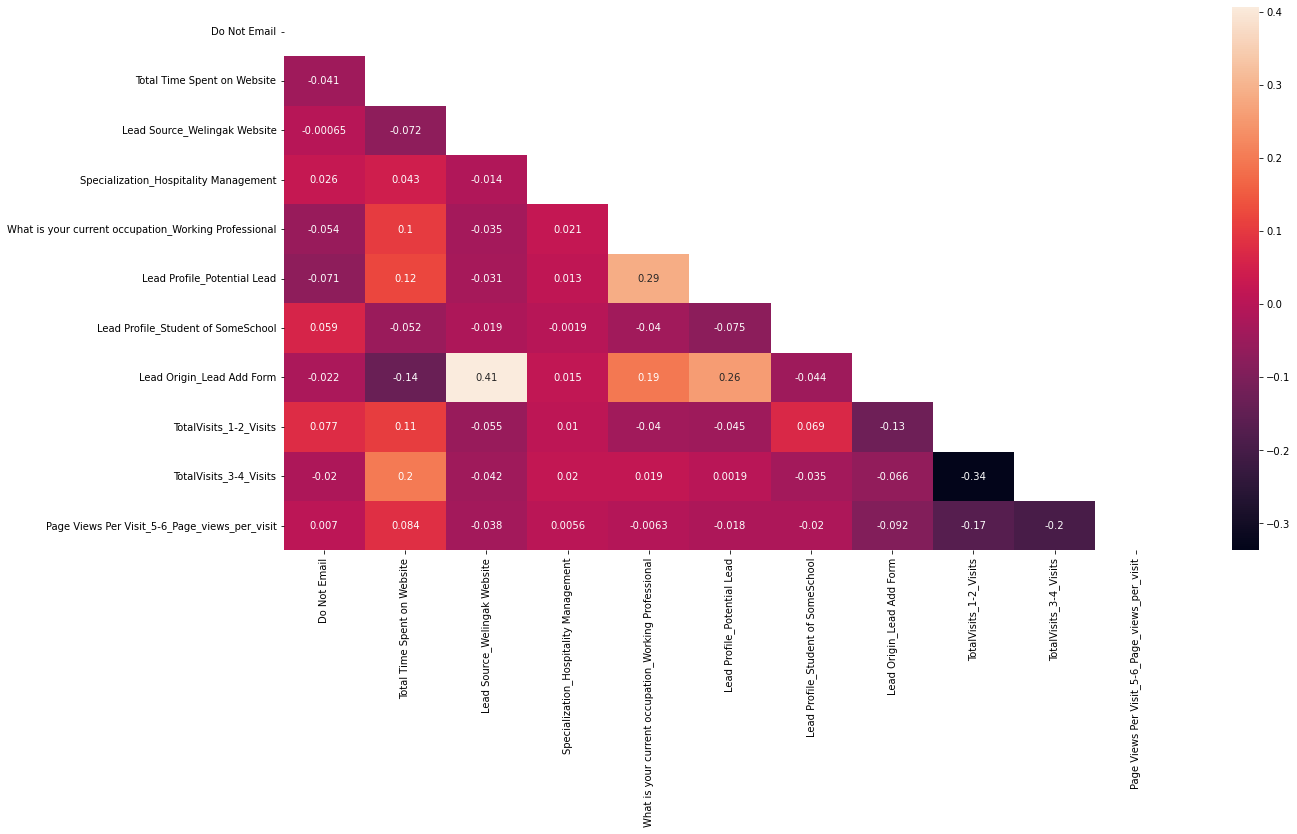 Do Not Email
Total Time Spent on Website -0.041
Lead Source_Welingak Website -0.00065 -0.072
Specialization_Hospitality Management 0.026 0.043 -0.014
What is your current occupation_Working Professional -0.054 0.1 -0.035 0.021
Lead Profile_Potential Lead -0.071 0.12 -0.031 0.013 0.29
Lead Profile_Student of SomeSchool 0.059 -0.052 -0.019 -0.0019 -0.04 -0.075
Lead Origin_Lead Add Form -0.022 -0.14 0.41 0.015 0.19 0.26 -0.044
TotalVisits_1-2_Visits 0.077 0.11 -0.055 0.01 -0.04 -0.045 0.069 -0.13
TotalVisits_3-4_Visits -0.02 0.2 -0.042 0.02 0.019 0.0019 -0.035 -0.066 -0.34
Page Views Per Visit_5-6_Page_views_per_visit 0.007 0.084 -0.038 0.0056 -0.0063 -0.018 -0.02 -0.092 -0.17 -0.2
Do Not Email
Total Time Spent on Website
Lead Source_Welingak Website
Specialization_Hospitality Management
What is your current occupation_Working Professional
Lead Profile_Potential Lead
Lead Profile_Student of SomeSchool
Lead Origin_Lead Add Form
TotalVisits_1-2_Visits
TotalVisits_3-4_Visits
Page Views Per Visit_5-6_Page_views_per_visit
0.4
0.3
0.2
0.1
0.0
−0.1
−0.2
−0.3